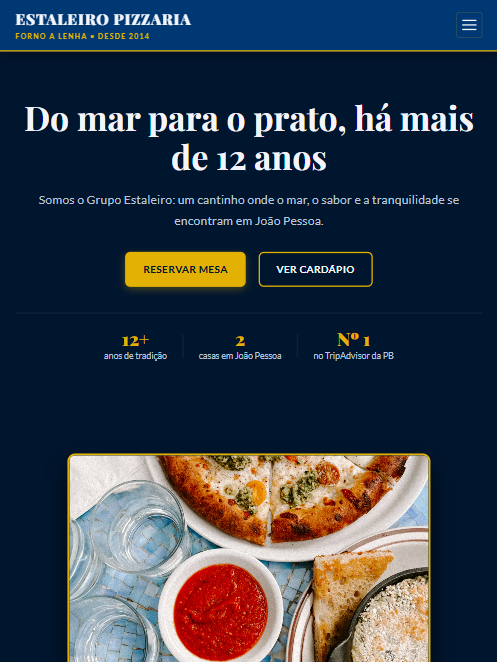 ESTALEIRO PIZZARIA
FORNO A LENHA • DESDE 2014
Do mar para o prato, há mais
de 12 anos
Somos o Grupo Estaleiro: um cantinho onde o mar, o sabor e a tranquilidade se
encontram em João Pessoa.
RESERVAR MESA
VER CARDÁPIO
12+
anos de tradição
2
casas em João Pessoa
Nº 1
no TripAdvisor da PB